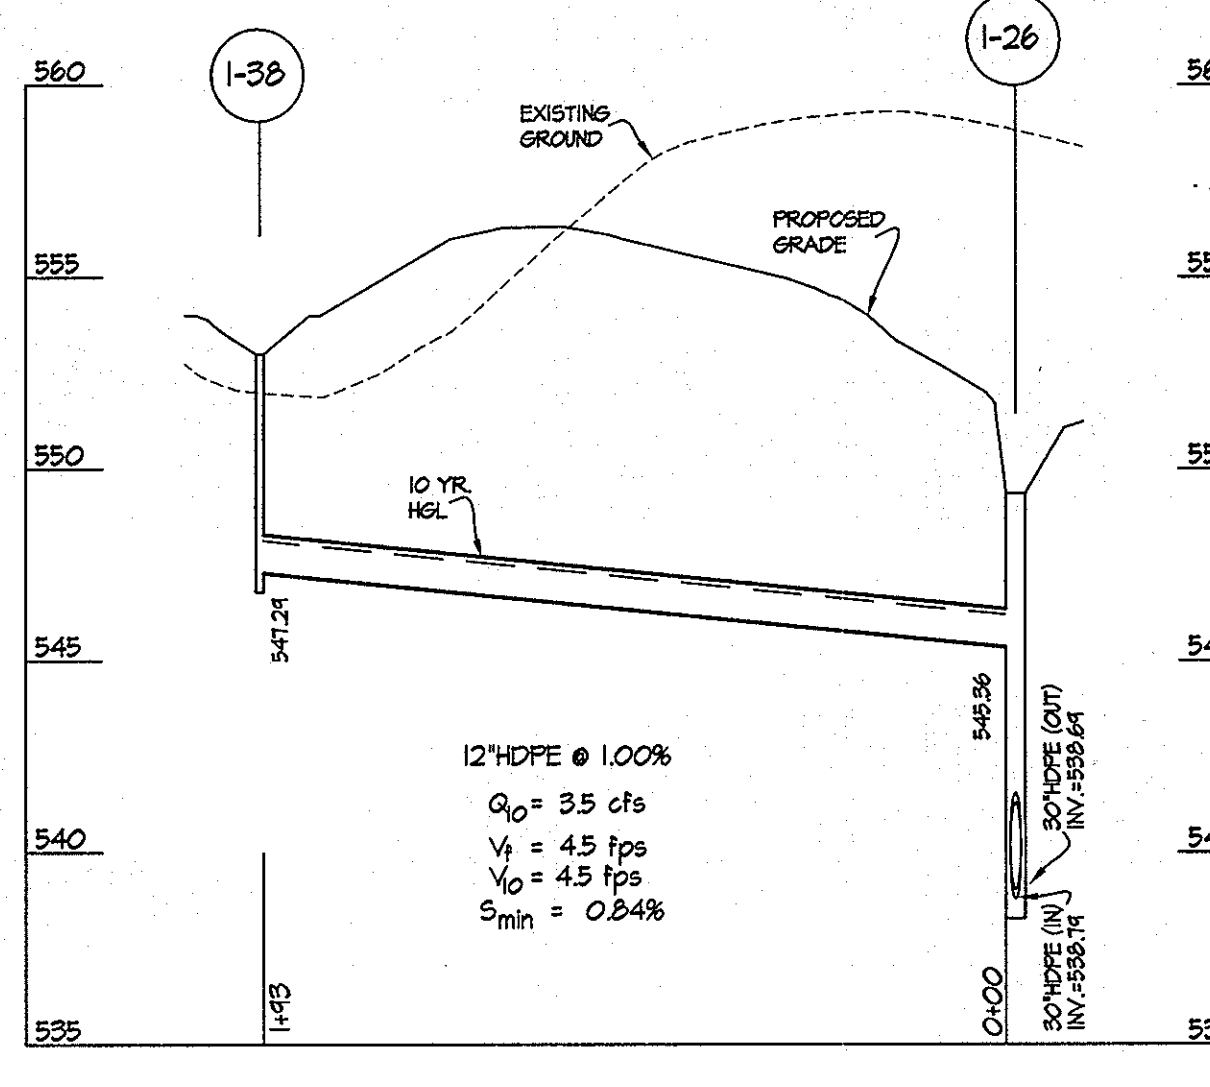 1-38
1-26
560
EXISTING
GROUND
PROPOSED
GRADE
555
550
10 YR.
HGL
547.29
545
545.36
12"HDPE @ 1.00%
Q10 = 3.5 cfs
Vf = 4.5 fps
V10 = 4.5 fps
Smin = 0.84%
30"HDPE (OUT)
INV.=538.69
540
30"HDPE (IN)
INV.=538.79
1+93
0+00
535